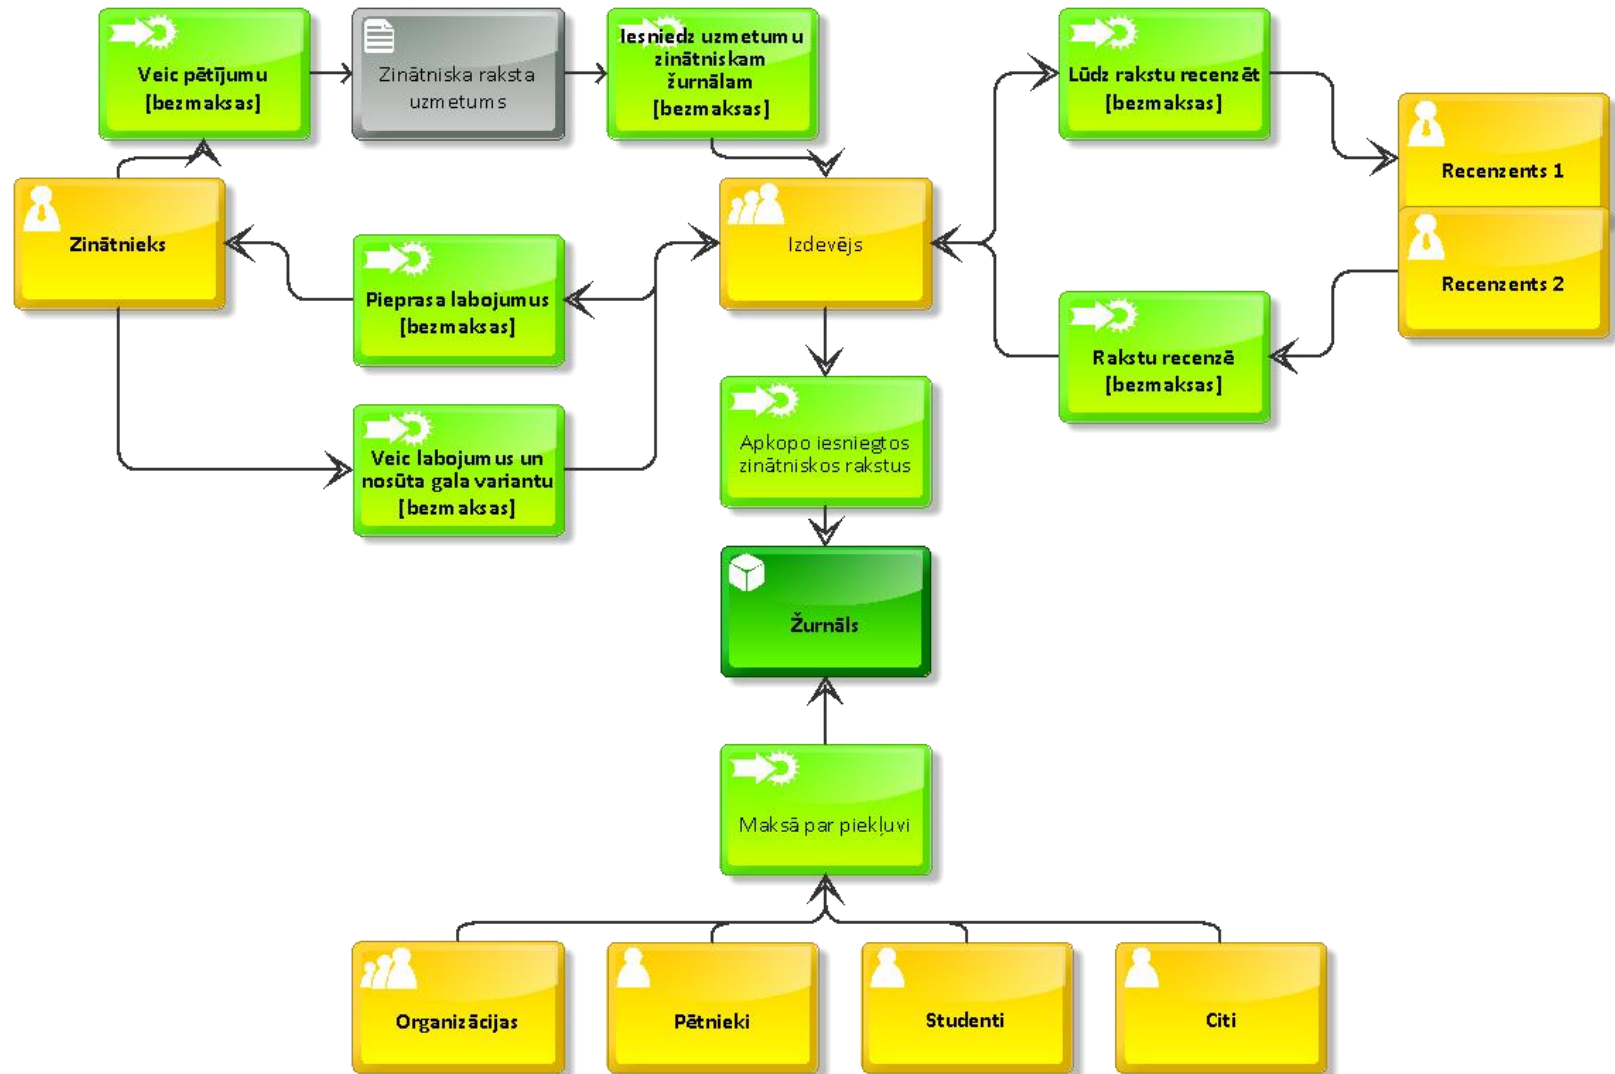 Veic pētījumu
[bezmaksas]
Zinātniska raksta
uzmetums
Iesniedz uzmetumu
zinātniskam
žurnālam
[bezmaksas]
Lūdz rakstu recenzēt
[bezmaksas]
Recenzents 1
Zinātnieks
Izdevējs
Pieprasa labojumus
[bezmaksas]
Recenzents 2
Rakstu recenzē
[bezmaksas]
Apkopo iesniegtos
zinātniskos rakstus
Veic labojumus un
nosūta gala variantu
[bezmaksas]
Žurnāls
Maksā par piekļuvi
Organizācijas
Pētnieki
Studenti
Citi